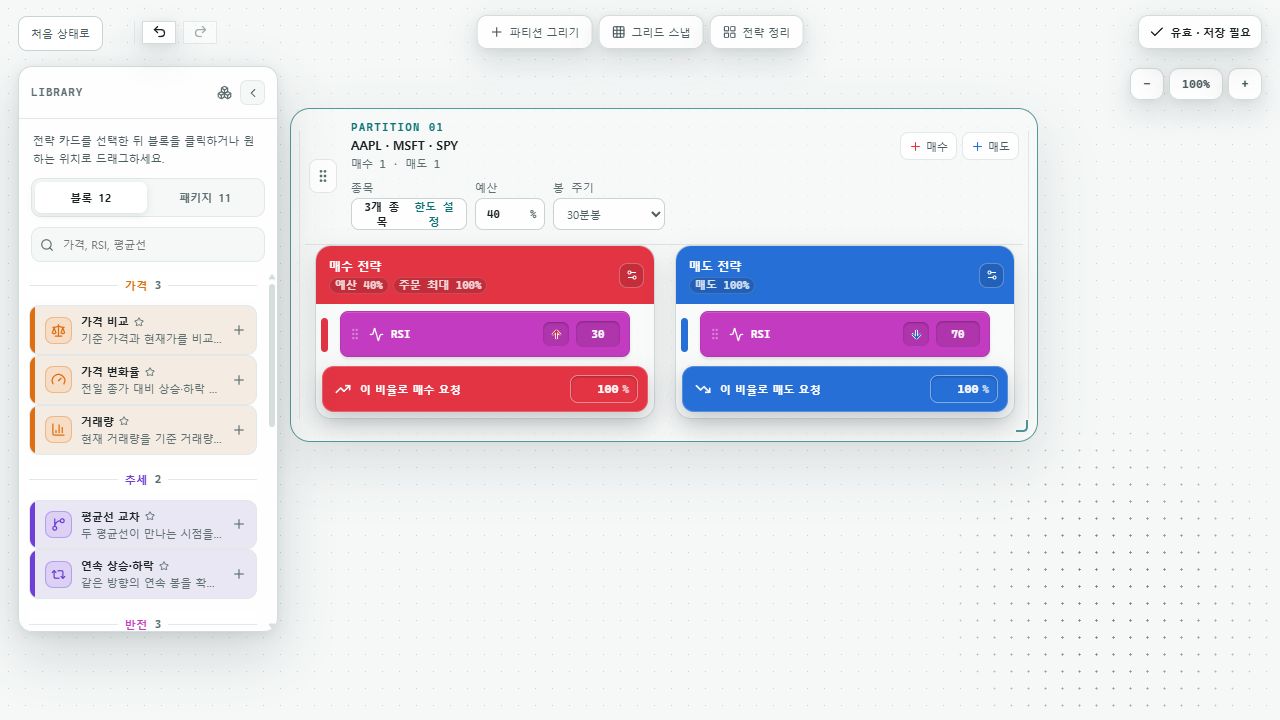 처음 상태로
파티션 그리기
그리드 스냅
전략 정리
유효 · 저장 필요
−
100%
+
LIBRARY
전략 카드를 선택한 뒤 블록을 클릭하거나 원
하는 위치로 드래그하세요.
블록 12
패키지 11
가격, RSI, 평균선
가격 3
가격 비교
기준 가격과 현재가를 비교...
가격 변화율
전일 종가 대비 상승·하락 ...
거래량
현재 거래량을 기준 거래량...
추세 2
평균선 교차
두 평균선이 만나는 시점을...
연속 상승·하락
같은 방향의 연속 봉을 확...
반전 3
PARTITION 01
AAPL · MSFT · SPY
매수 1 · 매도 1
+ 매수
+ 매도
종목
예산
봉 주기
3개 종
목
한도 설
정
40 %
30분봉
매수 전략
예산 40% 주문 최대 100%
RSI
30
이 비율로 매수 요청
100 %
매도 전략
매도 100%
RSI
70
이 비율로 매도 요청
100 %